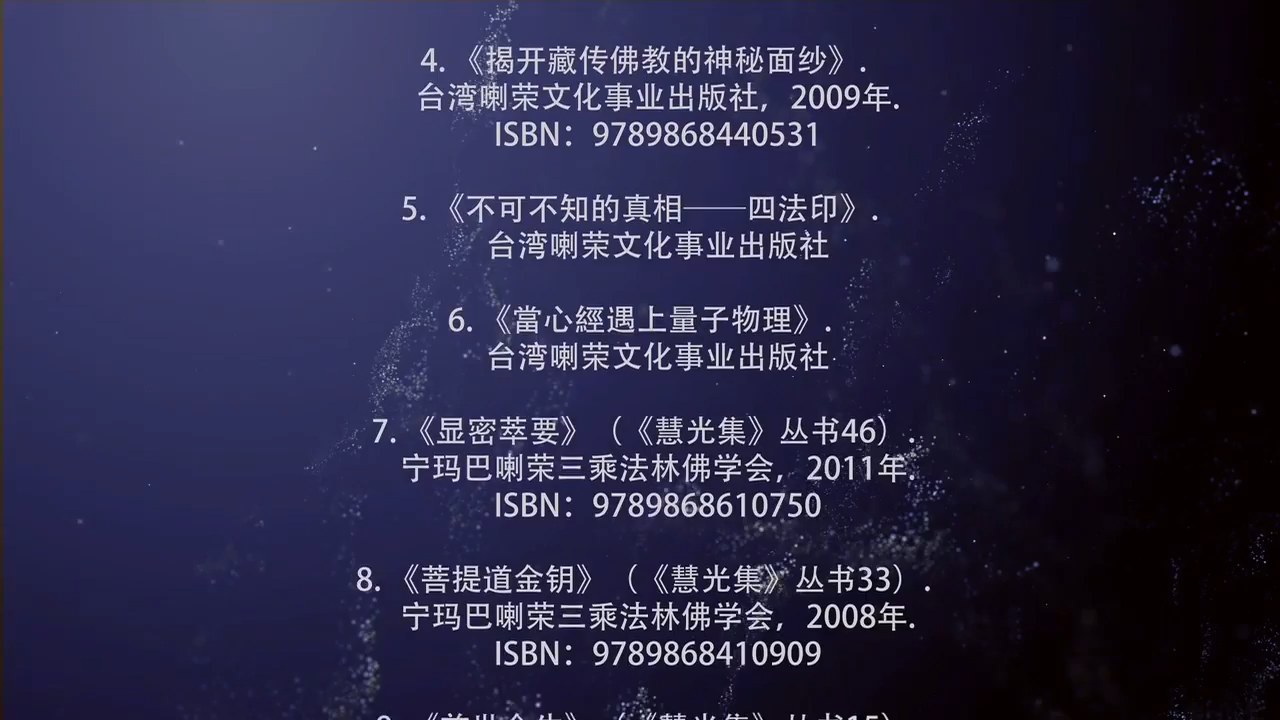 4. 《揭开藏传佛教的神秘面纱》.
台湾喇荣文化事业出版社，2009年.
ISBN：9789868440531
5. 《不可不知的真相——四法印》.
台湾喇荣文化事业出版社
6. 《當心經遇上量子物理》.
台湾喇荣文化事业出版社
7. 《显密萃要》（《慧光集》丛书46）.
宁玛巴喇荣三乘法林佛学会，2011年.
ISBN：9789868610750
8. 《菩提道金钥》（《慧光集》丛书33）.
宁玛巴喇荣三乘法林佛学会，2008年.
ISBN：9789868410909